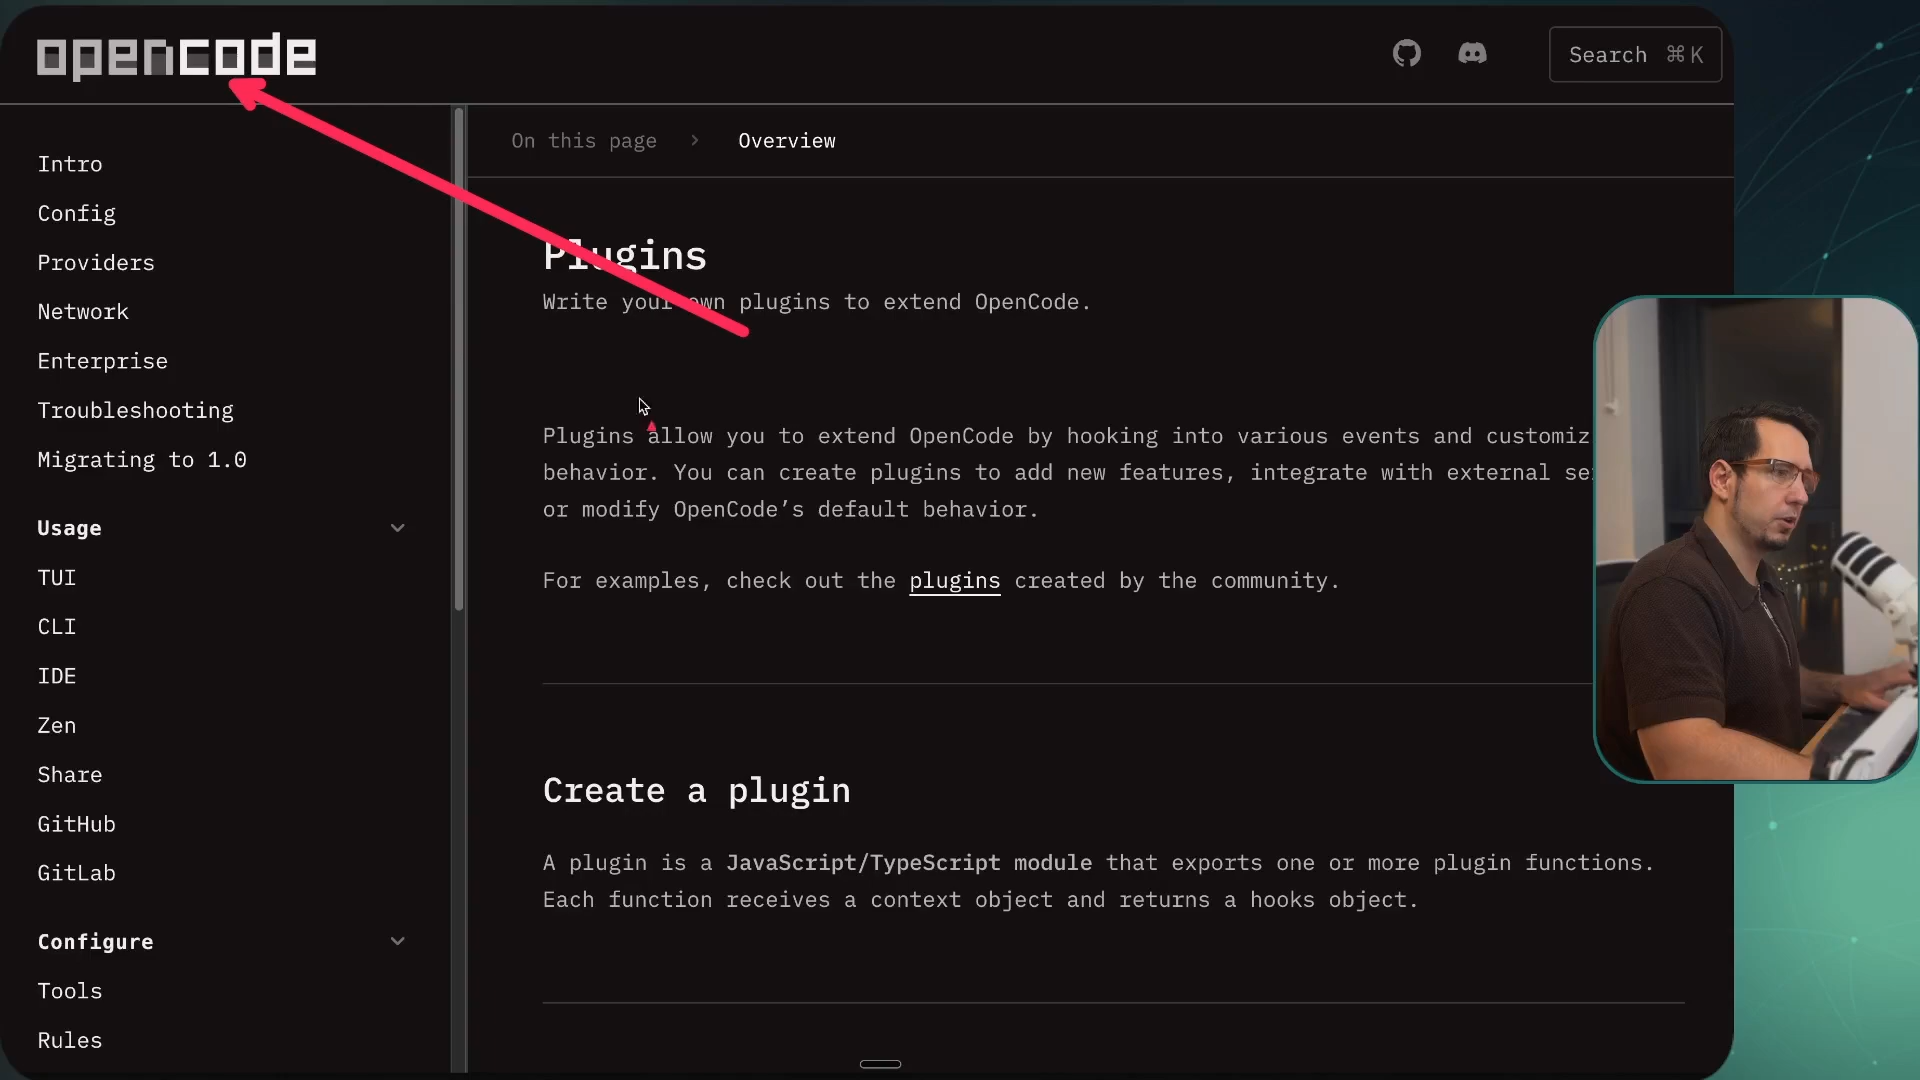 opencode
Search ⌘K
Intro
Config
Providers
Network
Enterprise
Troubleshooting
Migrating to 1.0
Usage
TUI
CLI
IDE
Zen
Share
GitHub
GitLab
Configure
Tools
Rules
On this page > Overview
Plugins
Write your own plugins to extend OpenCode.
Plugins allow you to extend OpenCode by hooking into various events and customiz
behavior. You can create plugins to add new features, integrate with external se
or modify OpenCode’s default behavior.
For examples, check out the plugins created by the community.
Create a plugin
A plugin is a JavaScript/TypeScript module that exports one or more plugin functions.
Each function receives a context object and returns a hooks object.